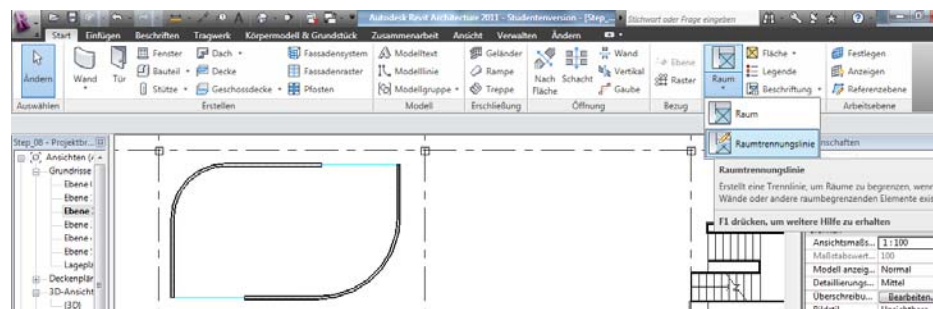 Autodesk Revit Architecture 2011 - Studentenversion - [Step_... Stichwort oder Frage eingeben
Start Einfügen Beschriften Tragwerk Körpermodell & Grundstück Zusammenarbeit Ansicht Verwalten Ändern
Ändern
Wand
Tür
Fenster
Bauteil
Stütze
Dach
Decke
Geschossdecke
Fassadensystem
Fassadenraster
Pfosten
Modelltext
Modelllinie
Modellgruppe
Geländer
Rampe
Treppe
Nach Fläche
Schacht
Wand
Vertikal
Gaube
Ebene
Raster
Raum
Fläche
Legende
Beschriftung
Festlegen
Anzeigen
Referenzebene
Auswählen Erstellen Modell Erschließung Öffnung Bezug Arbeitsebene
Raum
Raumtrennungslinie
Raumtrennungslinie
Erstellt eine Trennlinie, um Räume zu begrenzen, wenn
Wände oder andere raumbegrenzenden Elemente exis
F1 drücken, um weitere Hilfe zu erhalten
Step_08 - Projektbr...
Ansichten (
Grundrisse
Ebene
Ebene
Ebene
Ebene
Ebene
Ebene
Lagepla
Deckenplän
3D-Ansicht
{3D}
nschaften
Ansichtsmaßs... 1 : 100
Maßstabswert... 100
Modell anzeig... Normal
Detaillierungs... Mittel
Überschreibu... Bearbeiten...